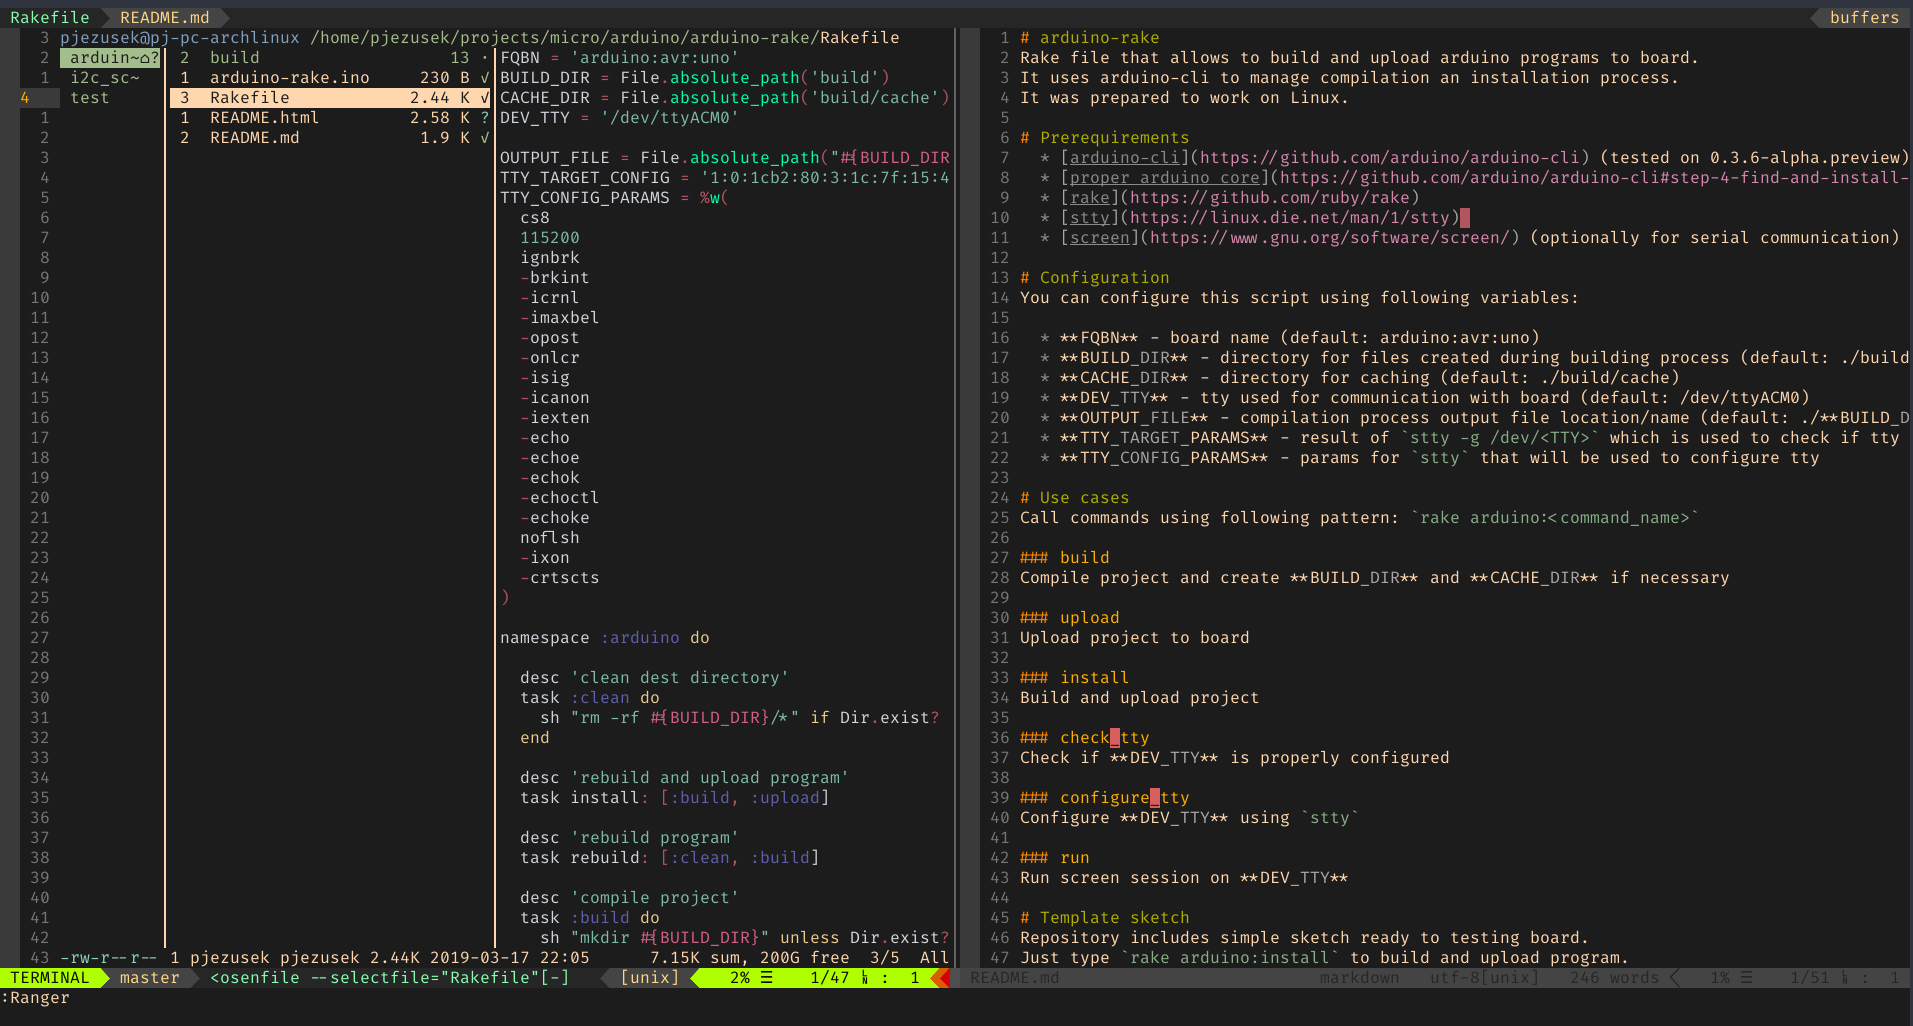 Rakefile README.md buffers
3 pjezusek@pj-pc-archlinux /home/pjezusek/projects/micro/arduino/arduino-rake/Rakefile
2 arduin~⌂? 2 build 13 · FQBN = 'arduino:avr:uno'
1 i2c_sc~ 1 arduino-rake.ino 230 B √ BUILD_DIR = File.absolute_path('build')
4 test 3 Rakefile 2.44 K √ CACHE_DIR = File.absolute_path('build/cache')
1 1 README.html 2.58 K ? DEV_TTY = '/dev/ttyACM0'
2 2 README.md 1.9 K √
3 OUTPUT_FILE = File.absolute_path("#{BUILD_DIR
4 TTY_TARGET_CONFIG = '1:0:1cb2:80:3:1c:7f:15:4
5 TTY_CONFIG_PARAMS = %w(
6 cs8
7 115200
8 ignbrk
9 -brkint
10 -icrnl
11 -imaxbel
12 -opost
13 -onlcr
14 -isig
15 -icanon
16 -iexten
17 -echo
18 -echoe
19 -echok
20 -echoctl
21 -echoke
22 noflsh
23 -ixon
24 -crtscts
25 )
26
27 namespace :arduino do
28
29 desc 'clean dest directory'
30 task :clean do
31 sh "rm -rf #{BUILD_DIR}/*" if Dir.exist?
32 end
33
34 desc 'rebuild and upload program'
35 task install: [:build, :upload]
36
37 desc 'rebuild program'
38 task rebuild: [:clean, :build]
39
40 desc 'compile project'
41 task :build do
42 sh "mkdir #{BUILD_DIR}" unless Dir.exist?
43 -rw-r--r-- 1 pjezusek pjezusek 2.44K 2019-03-17 22:05 7.15K sum, 200G free 3/5 All
TERMINAL master <osenfile --selectfile="Rakefile"[-] [unix] 2% ☰ 1/47 ㏑ : 1
:Ranger
1 # arduino-rake
2 Rake file that allows to build and upload arduino programs to board.
3 It uses arduino-cli to manage compilation an installation process.
4 It was prepared to work on Linux.
5
6 # Prerequirements
7 * [arduino-cli](https://github.com/arduino/arduino-cli) (tested on 0.3.6-alpha.preview)
8 * [proper arduino core](https://github.com/arduino/arduino-cli#step-4-find-and-install-
9 * [rake](https://github.com/ruby/rake)
10 * [stty](https://linux.die.net/man/1/stty)
11 * [screen](https://www.gnu.org/software/screen/) (optionally for serial communication)
12
13 # Configuration
14 You can configure this script using following variables:
15
16 * **FQBN** - board name (default: arduino:avr:uno)
17 * **BUILD_DIR** - directory for files created during building process (default: ./build
18 * **CACHE_DIR** - directory for caching (default: ./build/cache)
19 * **DEV_TTY** - tty used for communication with board (default: /dev/ttyACM0)
20 * **OUTPUT_FILE** - compilation process output file location/name (default: ./**BUILD_D
21 * **TTY_TARGET_PARAMS** - result of `stty -g /dev/<TTY>` which is used to check if tty
22 * **TTY_CONFIG_PARAMS** - params for `stty` that will be used to configure tty
23
24 # Use cases
25 Call commands using following pattern: `rake arduino:<command_name>`
26
27 ### build
28 Compile project and create **BUILD_DIR** and **CACHE_DIR** if necessary
29
30 ### upload
31 Upload project to board
32
33 ### install
34 Build and upload project
35
36 ### check_tty
37 Check if **DEV_TTY** is properly configured
38
39 ### configure_tty
40 Configure **DEV_TTY** using `stty`
41
42 ### run
43 Run screen session on **DEV_TTY**
44
45 # Template sketch
46 Repository includes simple sketch ready to testing board.
47 Just type `rake arduino:install` to build and upload program.
README.md markdown utf-8[unix] 246 words 1% ☰ 1/51 ㏑ : 1